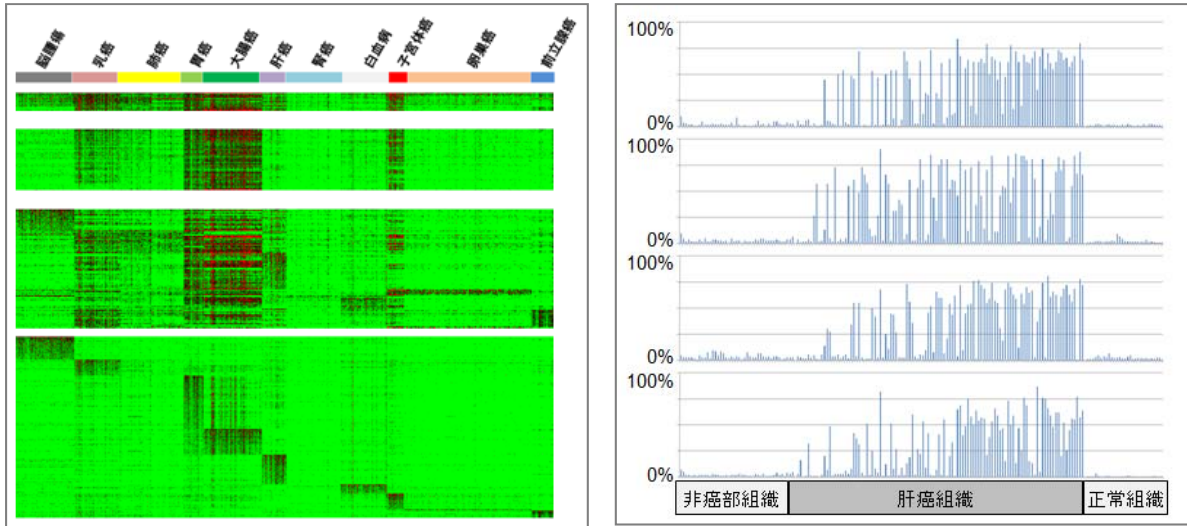 脳腫瘍
乳癌
肺癌
胃癌
大腸癌
肝癌
腎癌
白血病
子宮体癌
卵巣癌
前立腺癌
100%
0%
100%
0%
100%
0%
100%
0%
非癌部組織
肝癌組織
正常組織